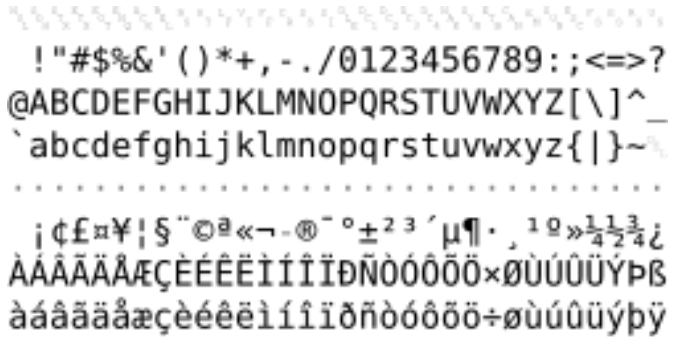 !"#$%&'()*+,-./0123456789:;<=>?
@ABCDEFGHIJKLMNOPQRSTUVWXYZ[\]^_
`abcdefghijklmnopqrstuvwxyz{|}~
................................
¡¢£¤¥¦§¨©ª«¬-®¯°±²³´µ¶·¸¹º»¼½¾¿
ÀÁÂÃÄÅÆÇÈÉÊËÌÍÎÏÐÑÒÓÔÕÖ×ØÙÚÛÜÝÞß
àáâãäåæçèéêëìíîïðñòóôõö÷øùúûüýþÿ